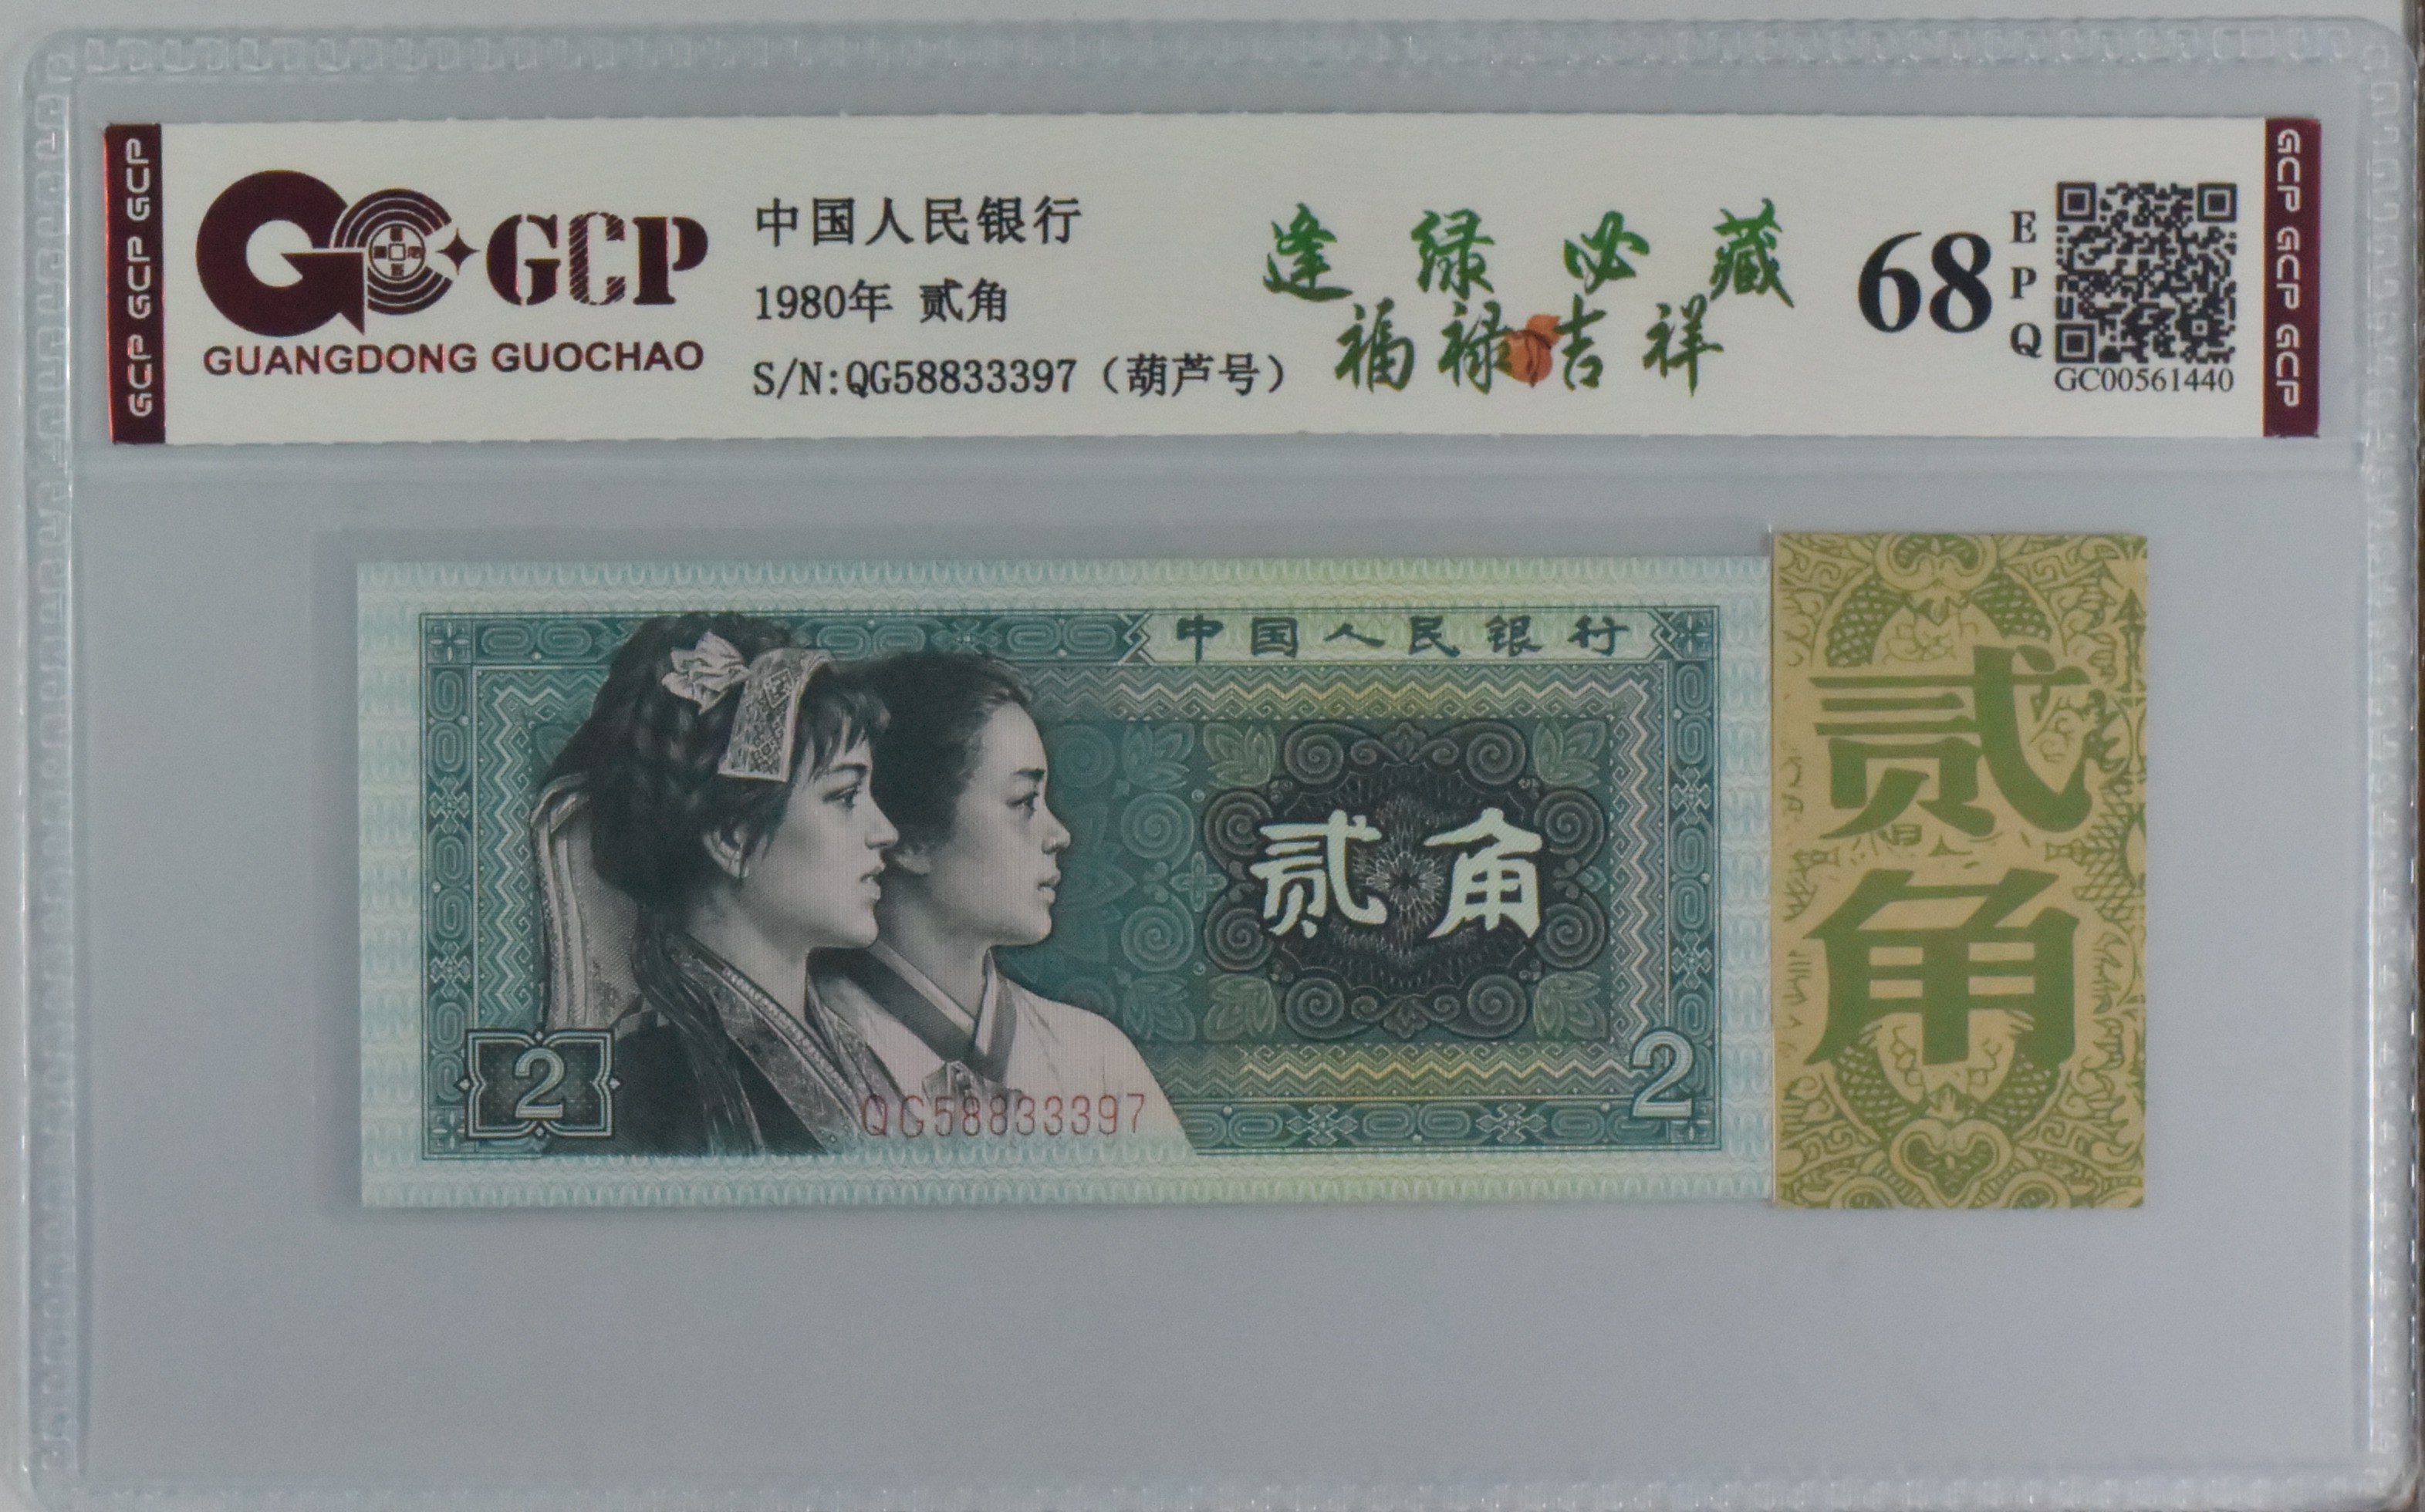 GCP GCP GCP
GCP
GUANGDONG GUOCHAO
中国人民银行
1980年 贰角
S/N:QG58833397（葫芦号）
逢绿必藏
福禄吉祥
68
EPQ
GC00561440
GCP GCP GCP
中国人民银行
贰角
2
QG58833397
2
贰角